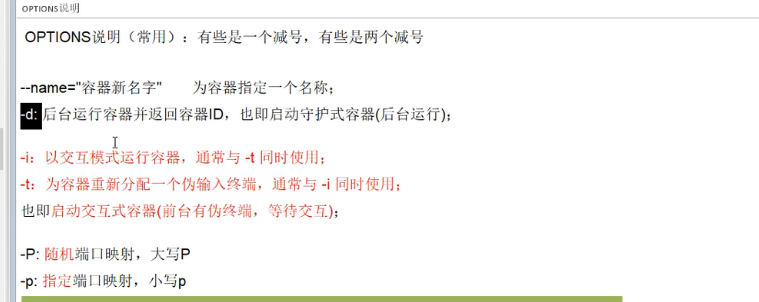 OPTIONS说明
OPTIONS说明（常用）：有些是一个减号，有些是两个减号
--name="容器新名字" 为容器指定一个名称；
-d: 后台运行容器并返回容器ID，也即启动守护式容器(后台运行)；
-i：以交互模式运行容器，通常与 -t 同时使用；
-t：为容器重新分配一个伪输入终端，通常与 -i 同时使用；
也即启动交互式容器(前台有伪终端，等待交互)；
-P: 随机端口映射，大写P
-p: 指定端口映射，小写p